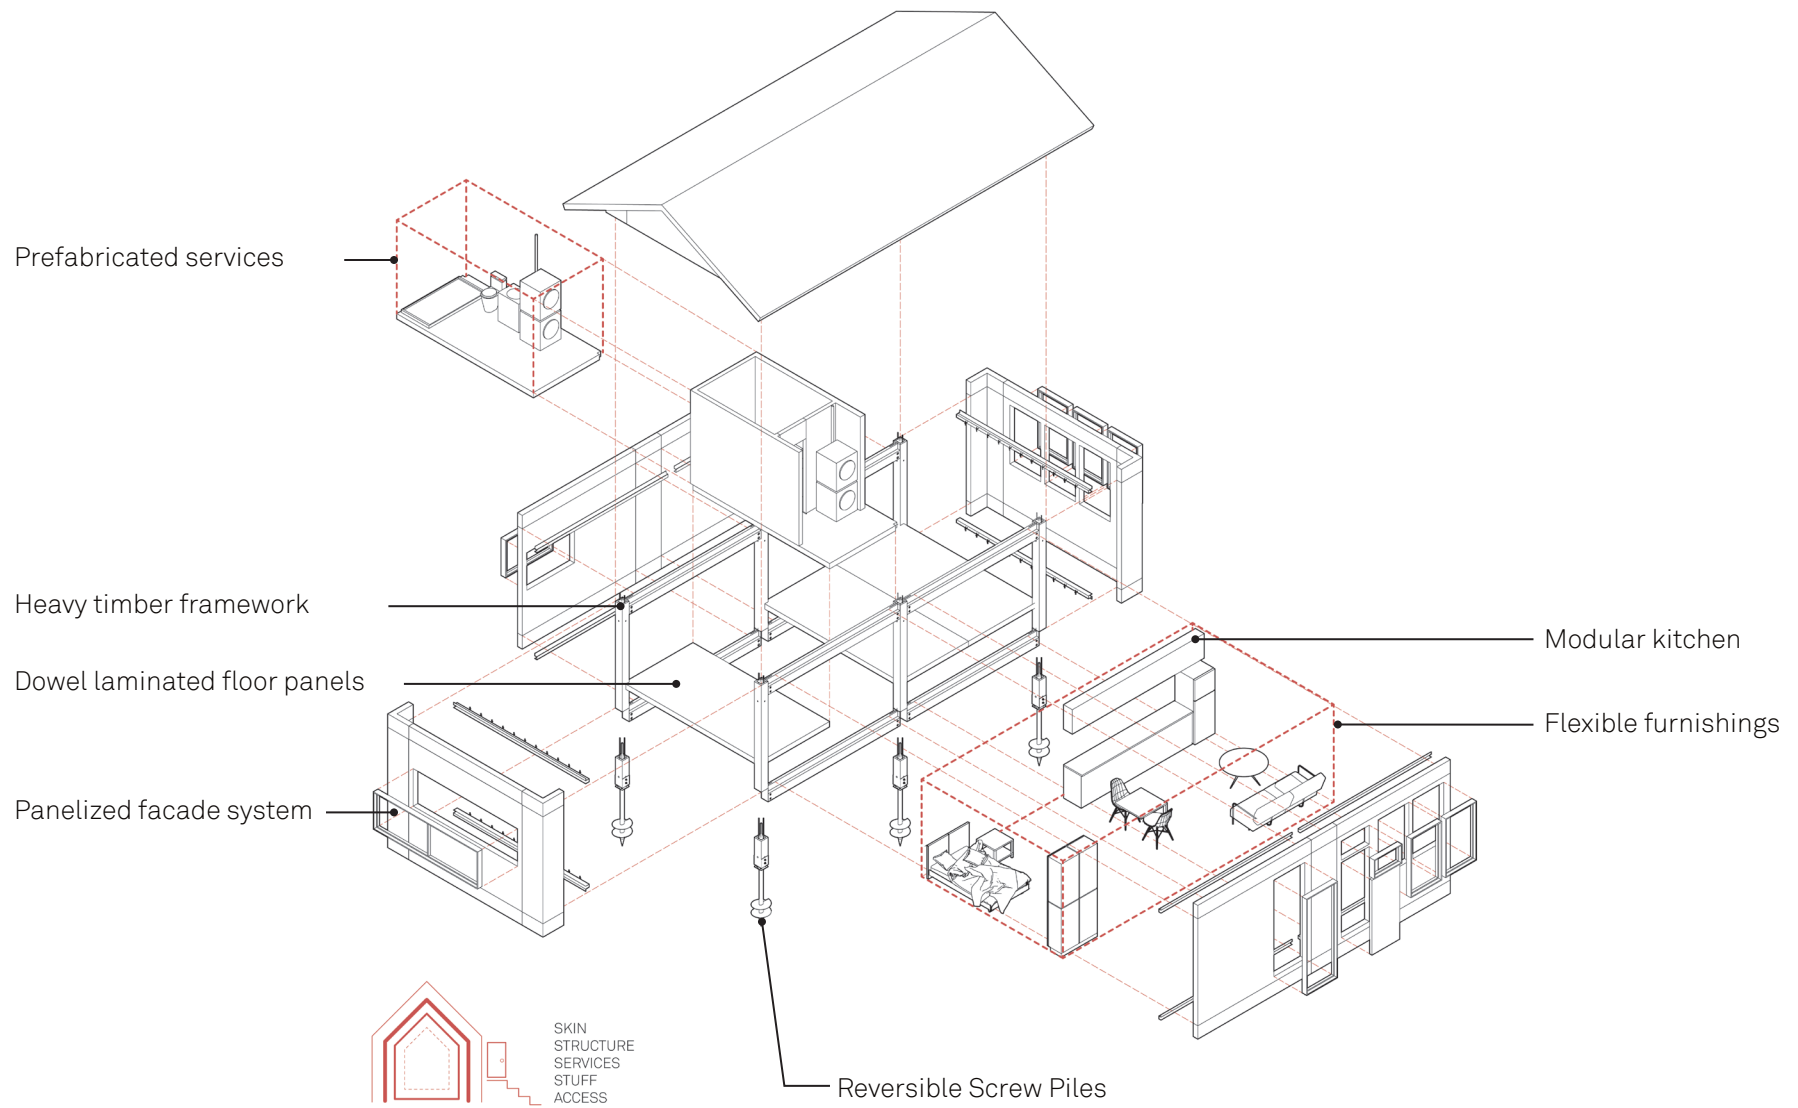 Prefabricated services
Heavy timber framework
Dowel laminated floor panels
Modular kitchen
Flexible furnishings
Panelized facade system
SKIN
STRUCTURE
SERVICES
STUFF
ACCESS
Reversible Screw Piles